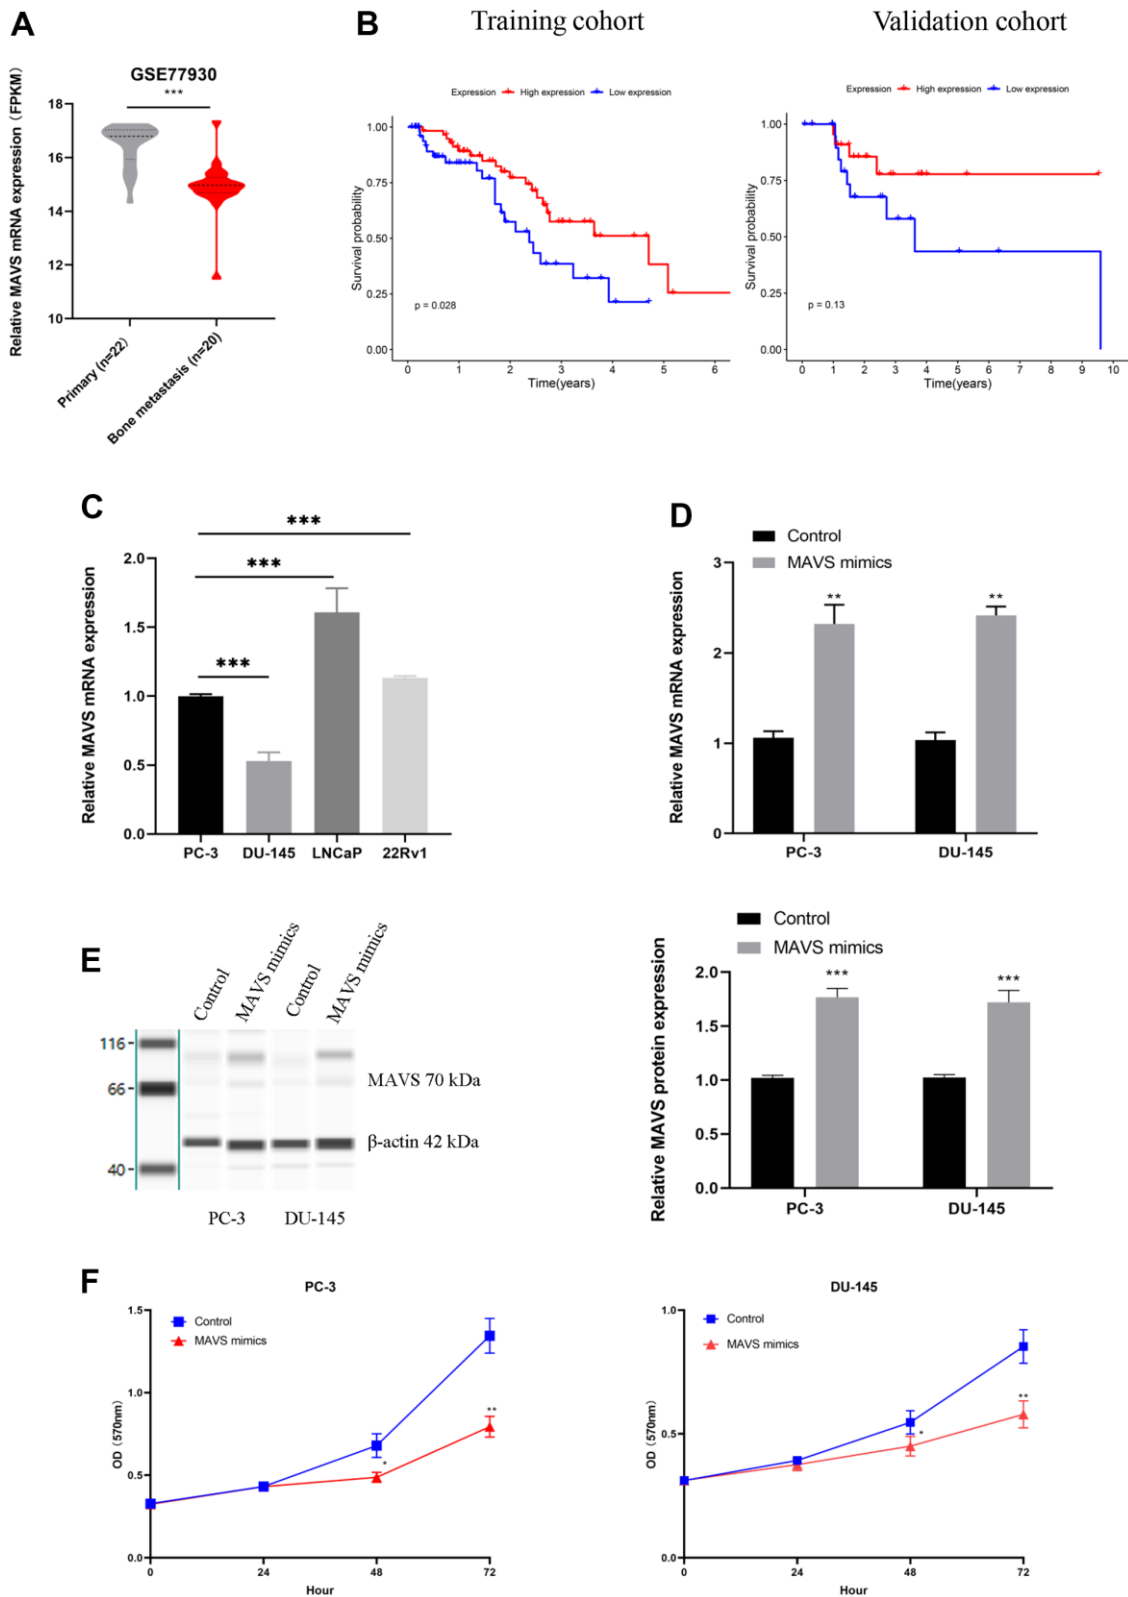 A
GSE77930
***
Relative MAVS mRNA expression (FPKM)
18
16
14
12
10
Primary (n=22)
Bone metastasis (n=20)
B
Training cohort
Expression High expression Low expression
Survival probability
1.00
0.75
0.50
0.25
0.00
p = 0.028
0 1 2 3 4 5 6
Time(years)
Validation cohort
Expression High expression Low expression
Survival probability
1.00
0.75
0.50
0.25
0.00
p = 0.13
0 1 2 3 4 5 6 7 8 9 10
Time(years)
C
Relative MAVS mRNA expression
2.0
1.5
1.0
0.5
0.0
***
***
***
PC-3 DU-145 LNCaP 22Rv1
D
Control
MAVS mimics
Relative MAVS mRNA expression
3
2
1
0
** **
PC-3 DU-145
E
Control
MAVS mimics
Control
MAVS mimics
116
66
40
MAVS 70 kDa
β-actin 42 kDa
PC-3 DU-145
Control
MAVS mimics
Relative MAVS protein expression
2.0
1.5
1.0
0.5
0.0
*** ***
PC-3 DU-145
F
PC-3
Control
MAVS mimics
OD (570nm)
1.5
1.0
0.5
0.0
*
**
0 24 48 72
Hour
DU-145
Control
MAVS mimics
OD (570nm)
1.0
0.5
0.0
*
**
0 24 48 72
Hour